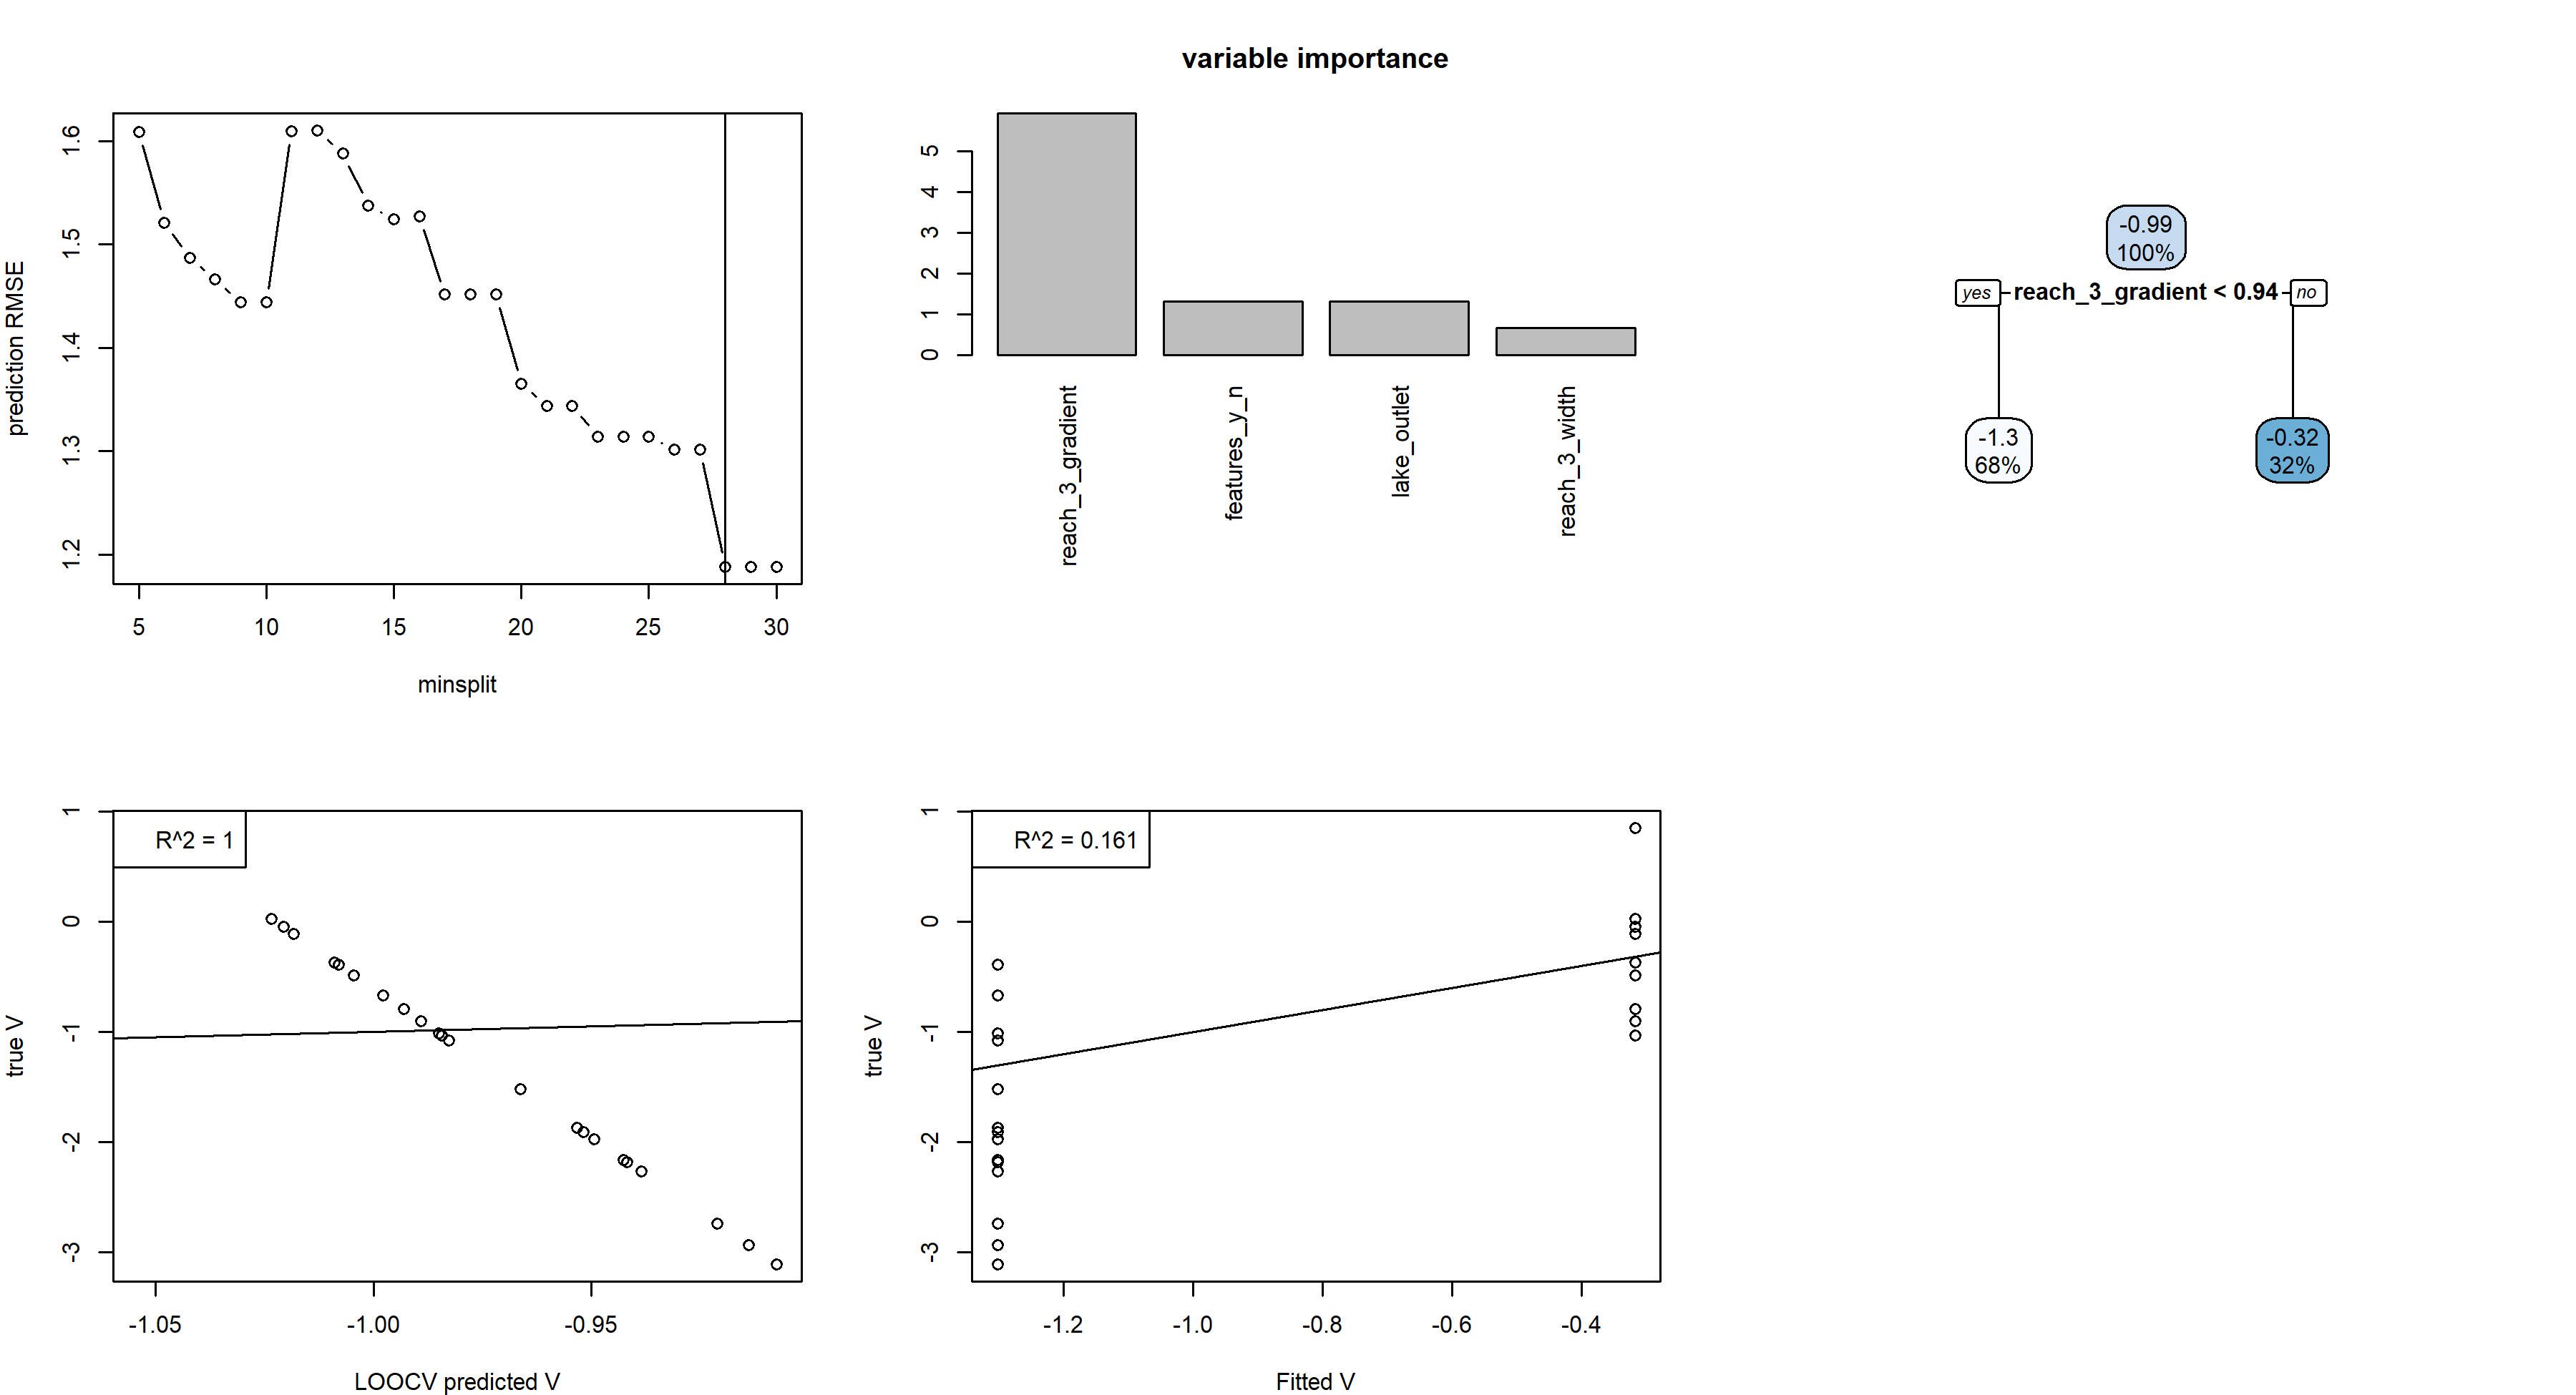 variable importance
prediction RMSE
1.6
1.5
1.4
1.3
1.2
5
10
15
20
25
30
minsplit
5
4
3
2
1
0
reach_3_gradient
features_y_n
lake_outlet
reach_3_width
-0.99
100%
yes
reach_3_gradient < 0.94
no
-1.3
68%
-0.32
32%
true V
1
0
-1
-2
-3
R^2 = 1
-1.05
-1.00
-0.95
LOOCV predicted V
true V
1
0
-1
-2
-3
R^2 = 0.161
-1.2
-1.0
-0.8
-0.6
-0.4
Fitted V